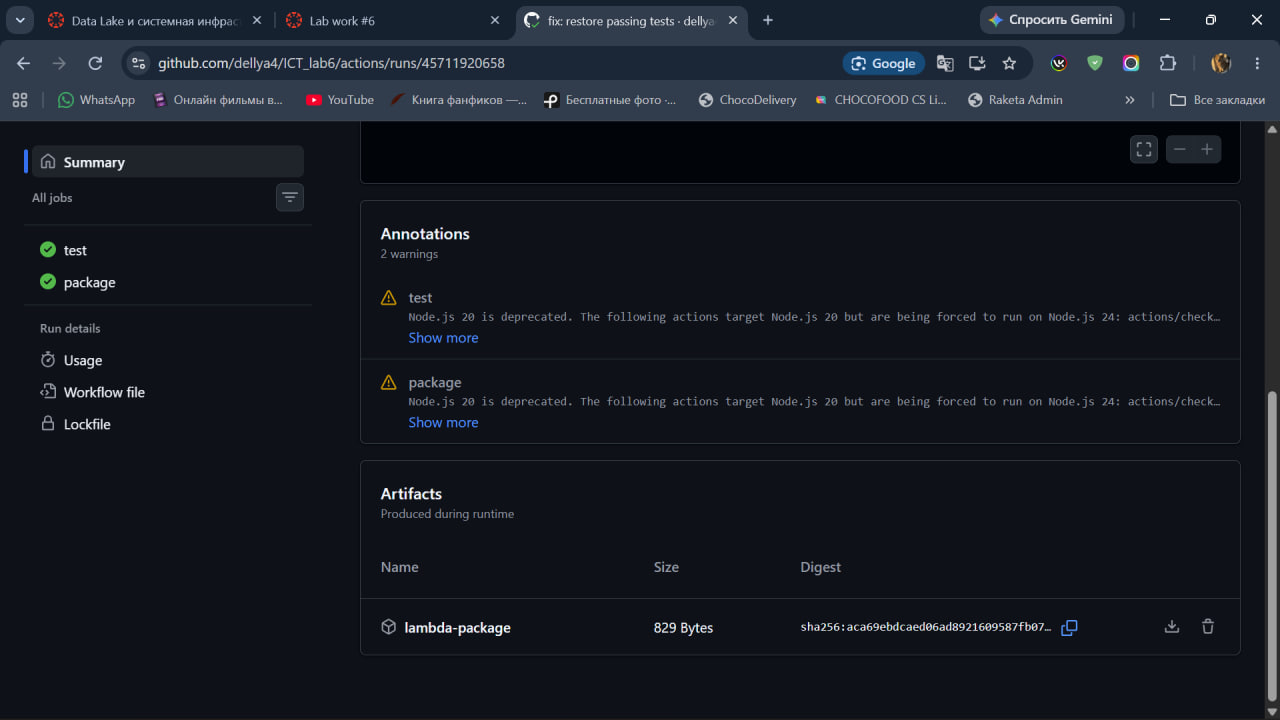 Data Lake и системная инфрас
Lab work #6
fix: restore passing tests · dellya
Спросить Gemini
github.com/dellya4/ICT_lab6/actions/runs/45711920658
Google
WhatsApp
Онлайн фильмы в...
YouTube
Книга фанфиков —...
Бесплатные фото -...
ChocoDelivery
CHOCOFOOD CS Li...
Raketa Admin
»
Все закладки
Summary
All jobs
test
package
Run details
Usage
Workflow file
Lockfile
Annotations
2 warnings
test
Node.js 20 is deprecated. The following actions target Node.js 20 but are being forced to run on Node.js 24: actions/check…
Show more
package
Node.js 20 is deprecated. The following actions target Node.js 20 but are being forced to run on Node.js 24: actions/check…
Show more
Artifacts
Produced during runtime
Name Size Digest
lambda-package 829 Bytes sha256:aca69ebdcaed06ad8921609587fb07…